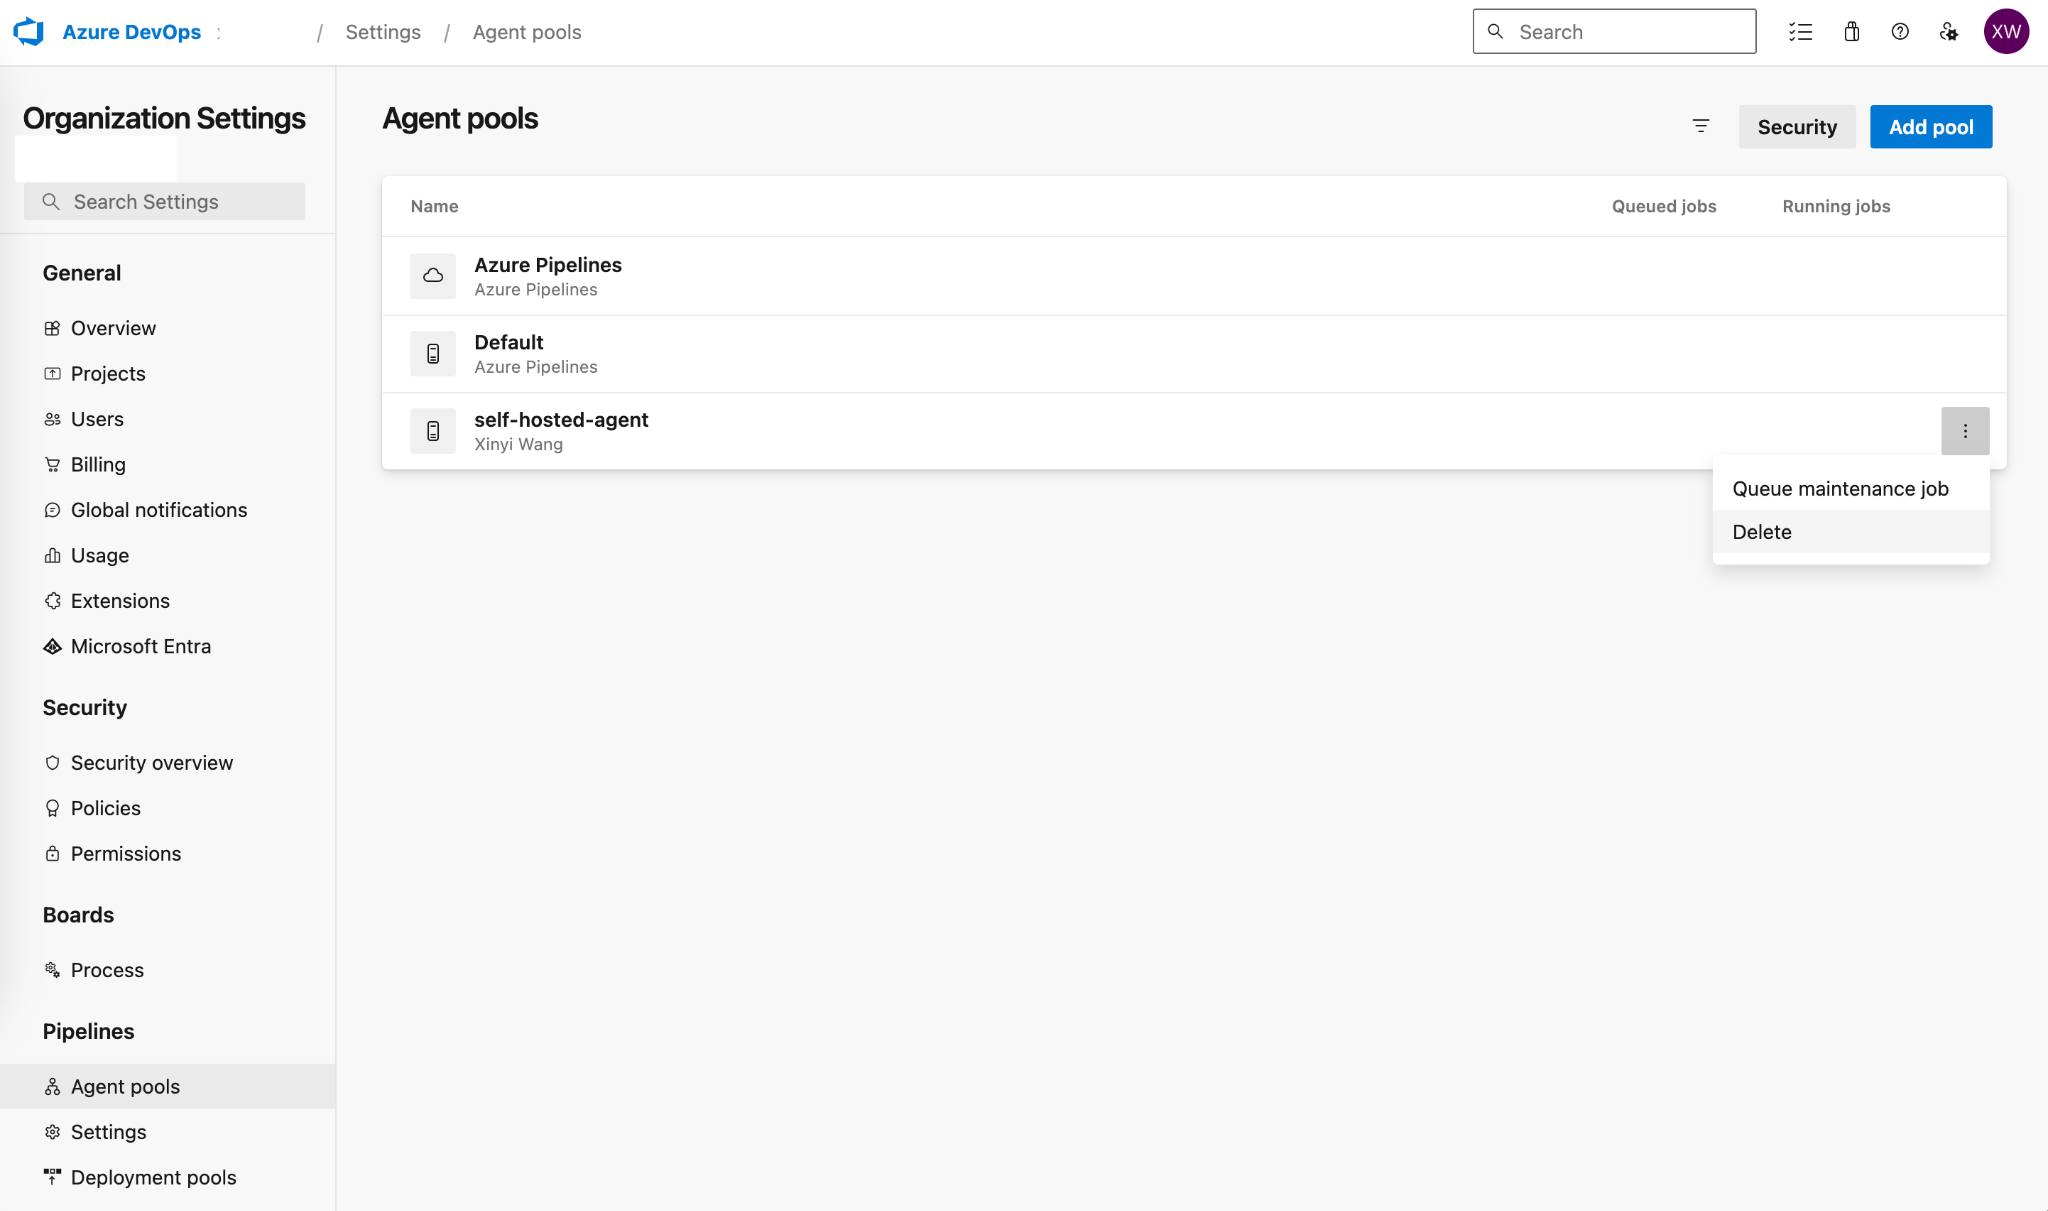 Azure DevOps / Settings / Agent pools
Search
XW
Organization Settings
Search Settings
General
Overview
Projects
Users
Billing
Global notifications
Usage
Extensions
Microsoft Entra
Security
Security overview
Policies
Permissions
Boards
Process
Pipelines
Agent pools
Settings
Deployment pools
Agent pools
Security
Add pool
Name Queued jobs Running jobs
Azure Pipelines
Azure Pipelines
Default
Azure Pipelines
self-hosted-agent
Xinyi Wang
Queue maintenance job
Delete